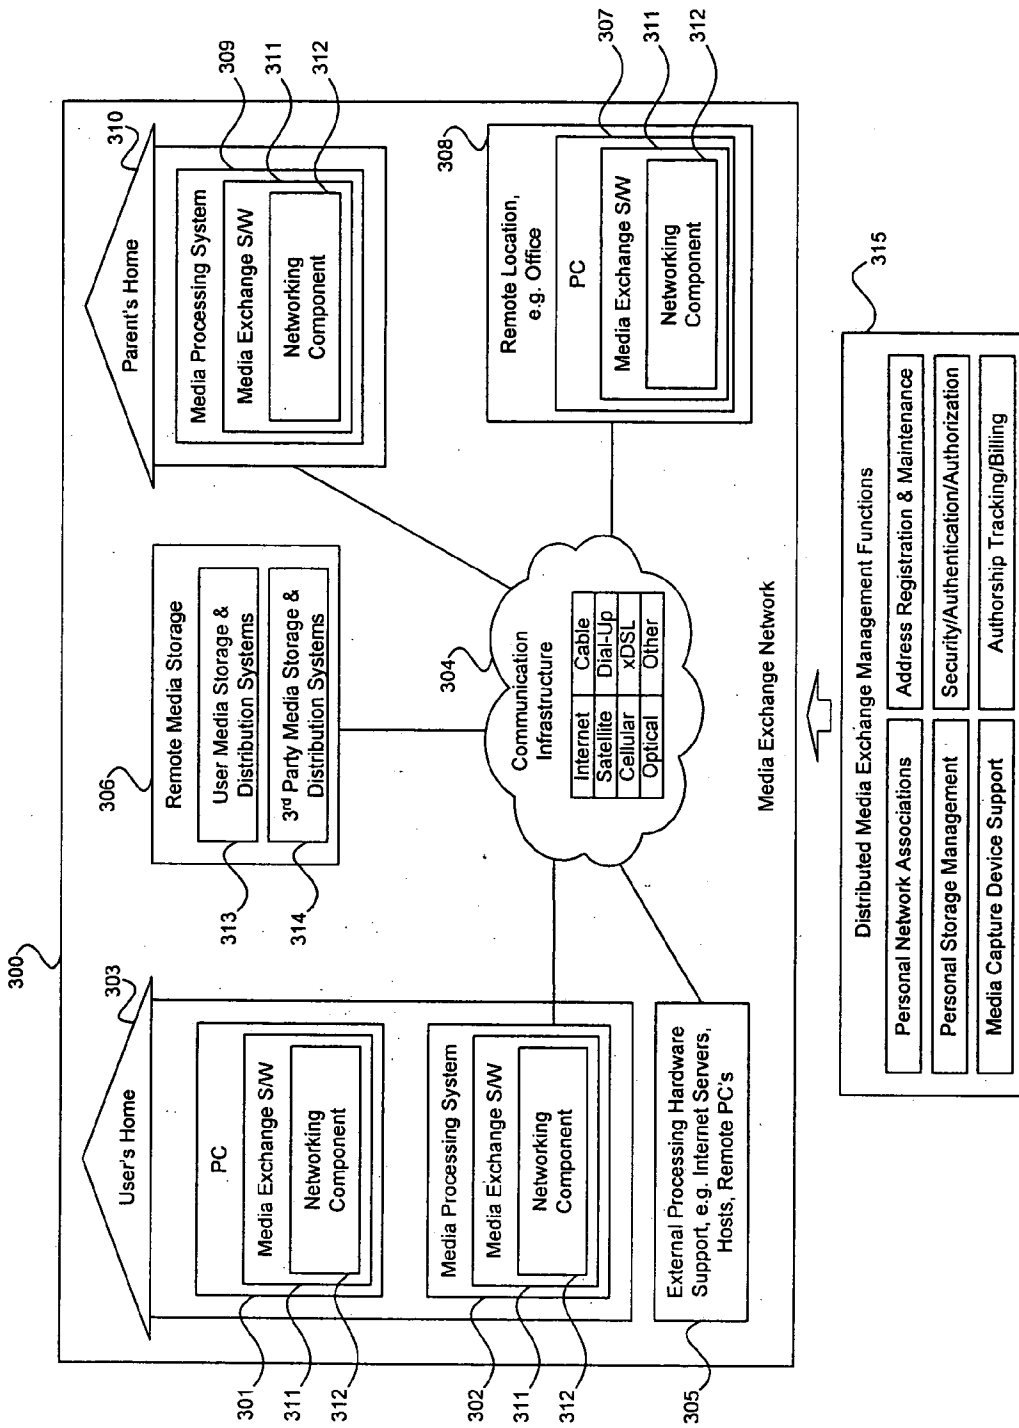 300
303
User's Home
PC
Media Exchange S/W
Networking
Component
301
311
312
Media Processing System
Media Exchange S/W
Networking
Component
302
311
312
External Processing Hardware
Support, e.g. Internet Servers,
Hosts, Remote PC's
305
306
Remote Media Storage
User Media Storage &
Distribution Systems
3rd Party Media Storage &
Distribution Systems
313
314
304
Communication
Infrastructure
Internet Cable
Satellite Dial-Up
Cellular xDSL
Optical Other
310
Parent's Home
Media Processing System
Media Exchange S/W
Networking
Component
309
311
312
308
Remote Location,
e.g. Office
PC
Media Exchange S/W
Networking
Component
307
311
312
Media Exchange Network
315
Distributed Media Exchange Management Functions
Personal Network Associations
Address Registration & Maintenance
Personal Storage Management
Security/Authentication/Authorization
Media Capture Device Support
Authorship Tracking/Billing